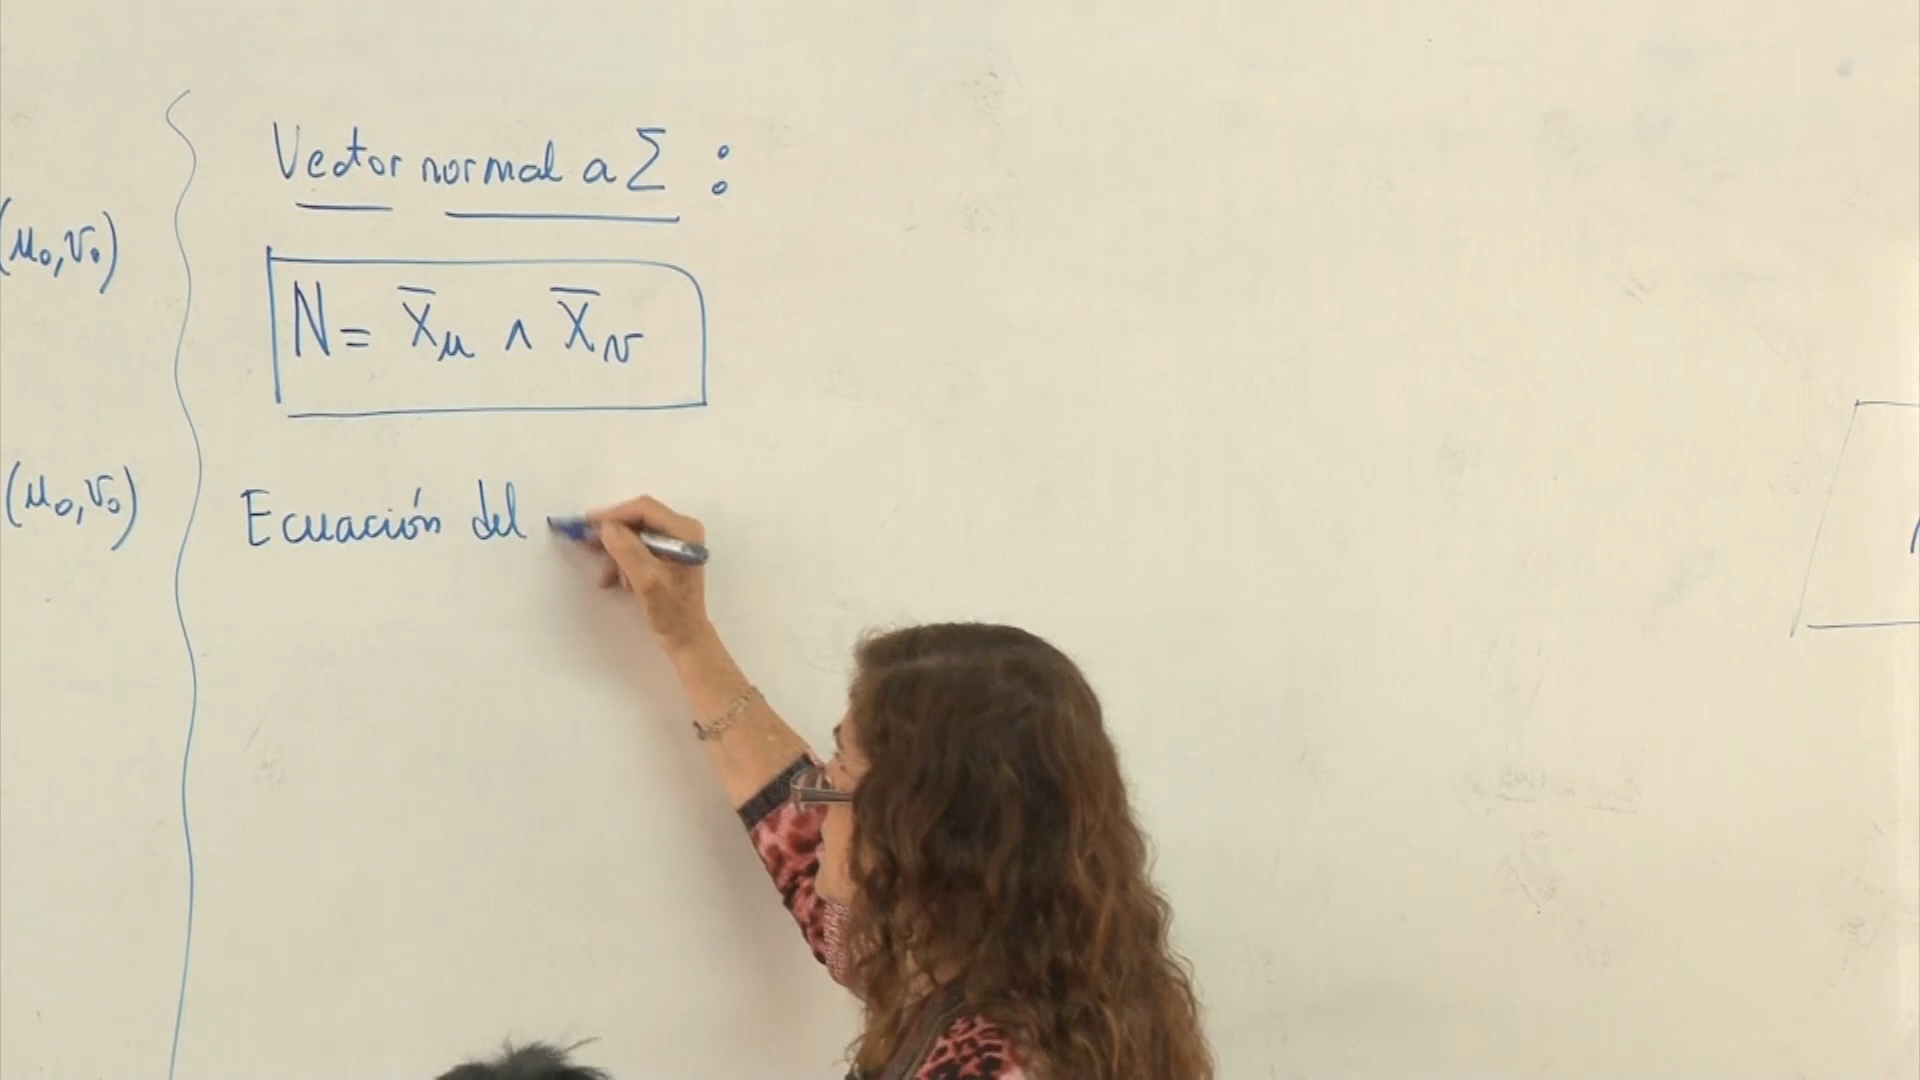 (u₀, v₀)
(u₀, v₀)
Vector normal a Σ :
N = X̅ᵤ ∧ X̅ᵥ
Ecuación del